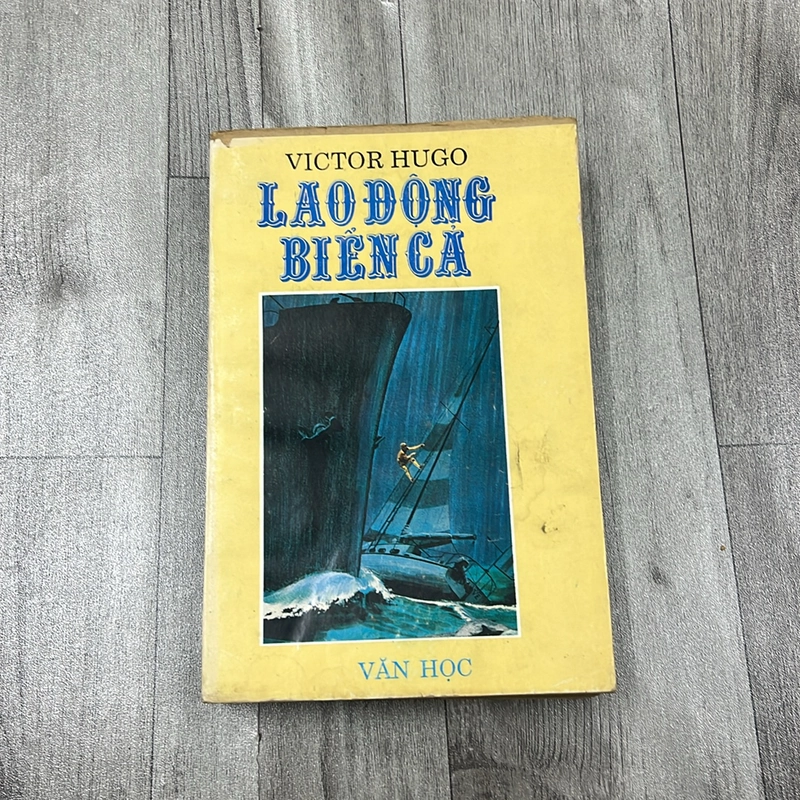 VICTOR HUGO
LAO ĐỘNG
BIỂN CẢ
VĂN HỌC